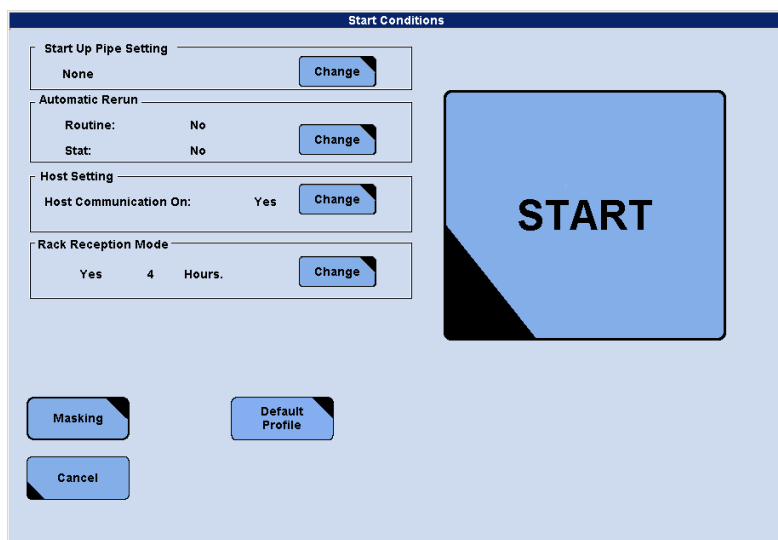 Start Conditions
Start Up Pipe Setting
None
Change
Automatic Rerun
Routine: No
Stat: No
Change
Host Setting
Host Communication On: Yes
Change
Rack Reception Mode
Yes 4 Hours.
Change
START
Masking
Default
Profile
Cancel